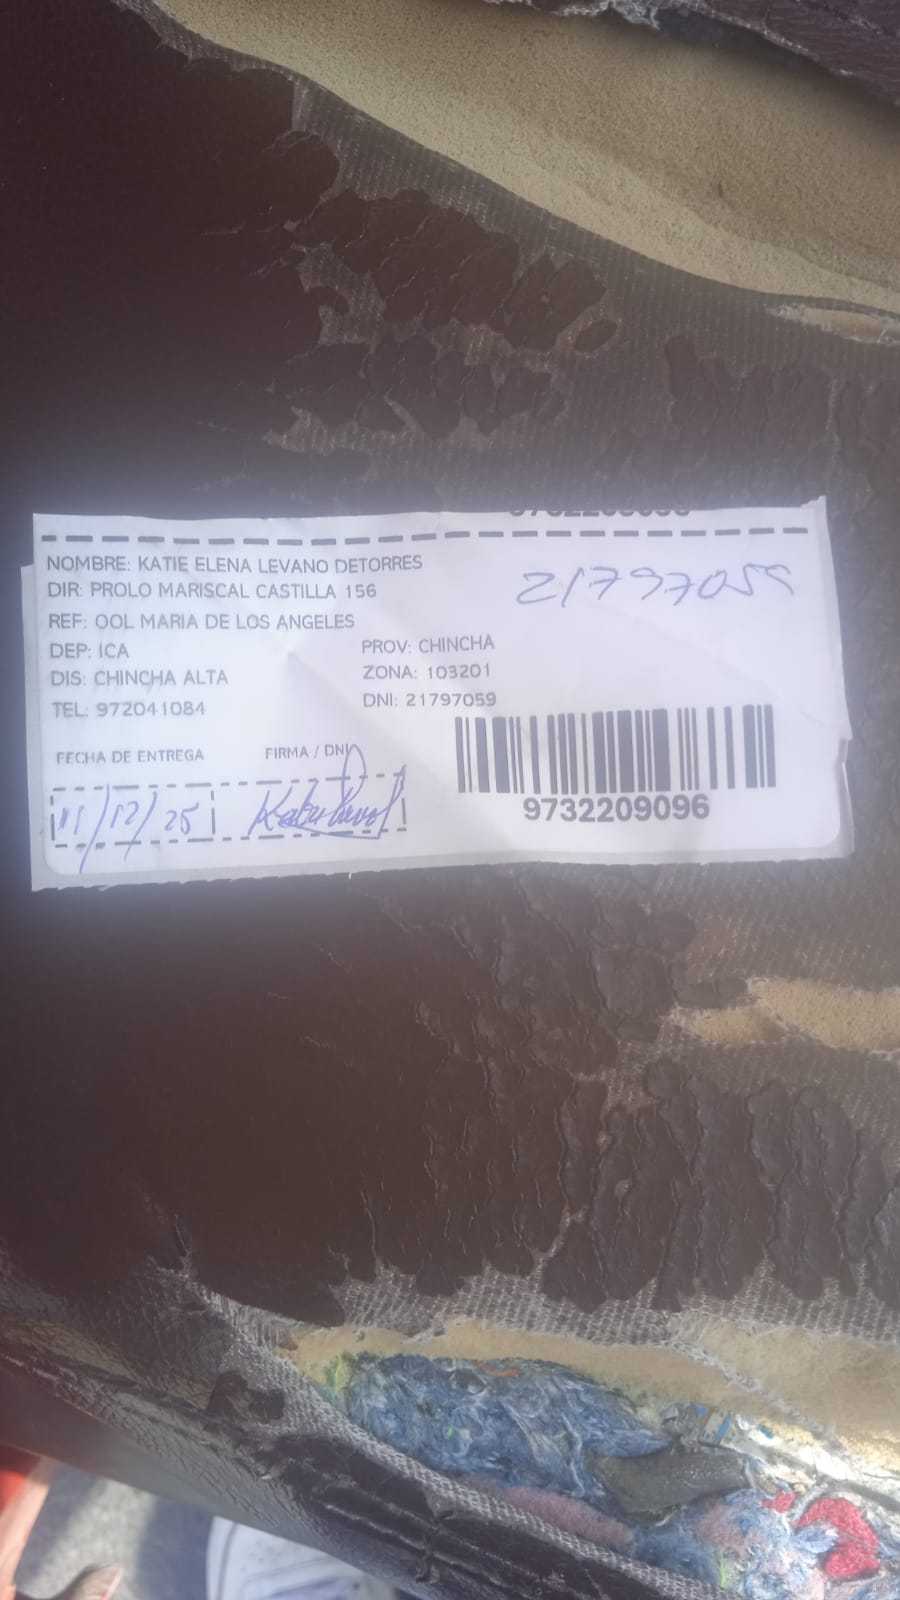 9732209096
NOMBRE: KATIE ELENA LEVANO DETORRES
DIR: PROLO MARISCAL CASTILLA 156
21797059
REF: OOL MARIA DE LOS ANGELES
DEP: ICA
PROV: CHINCHA
DIS: CHINCHA ALTA
ZONA: 103201
TEL: 972041084
DNI: 21797059
FECHA DE ENTREGA
FIRMA / DNI
11/12/25
9732209096